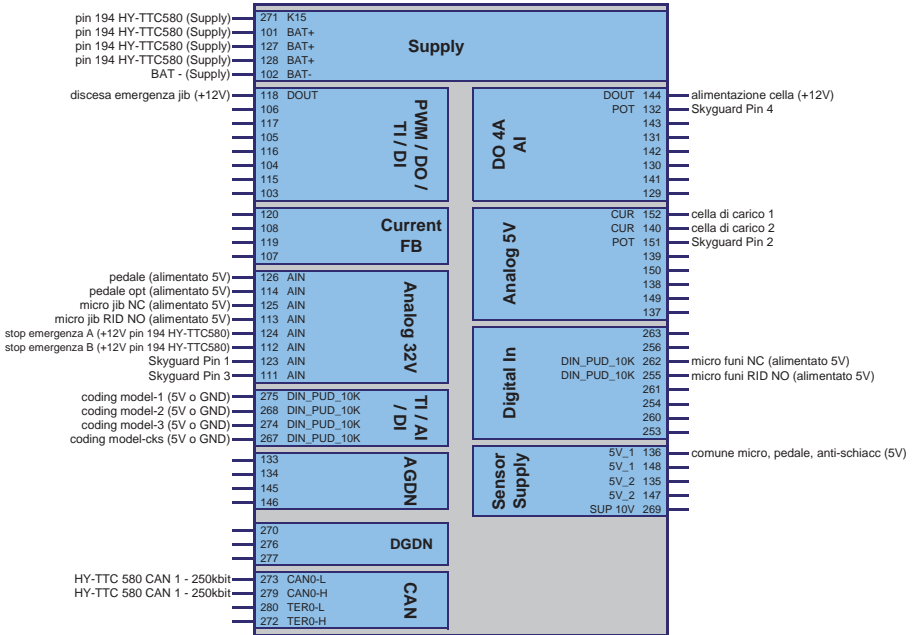 pin 194 HY-TTC580 (Supply) 271 K15
pin 194 HY-TTC580 (Supply) 101 BAT+
pin 194 HY-TTC580 (Supply) 127 BAT+
pin 194 HY-TTC580 (Supply) 128 BAT+
BAT - (Supply) 102 BAT-
Supply
discesa emergenza jib (+12V) 118 DOUT
106
117
105
116
104
115
103
PWM / DO /
TI / DI
120
108
119
107
Current
FB
pedale (alimentato 5V) 126 AIN
pedale opt (alimentato 5V) 114 AIN
micro jib NC (alimentato 5V) 125 AIN
micro jib RID NO (alimentato 5V) 113 AIN
stop emergenza A (+12V pin 194 HY-TTC580) 124 AIN
stop emergenza B (+12V pin 194 HY-TTC580) 112 AIN
Skyguard Pin 1 123 AIN
Skyguard Pin 3 111 AIN
Analog 32V
coding model-1 (5V o GND) 275 DIN_PUD_10K
coding model-2 (5V o GND) 268 DIN_PUD_10K
coding model-3 (5V o GND) 274 DIN_PUD_10K
coding model-cks (5V o GND) 267 DIN_PUD_10K
TI / AI
/ DI
133
134
145
146
AGDN
270
276
277
DGDN
HY-TTC 580 CAN 1 - 250kbit 273 CAN0-L
HY-TTC 580 CAN 1 - 250kbit 279 CAN0-H
280 TER0-L
272 TER0-H
CAN
DO 4A
AI
DOUT 144 alimentazione cella (+12V)
POT 132 Skyguard Pin 4
143
131
142
130
141
129
Analog 5V
CUR 152 cella di carico 1
CUR 140 cella di carico 2
POT 151 Skyguard Pin 2
139
150
138
149
137
Digital In
263
256
DIN_PUD_10K 262 micro funi NC (alimentato 5V)
DIN_PUD_10K 255 micro funi RID NO (alimentato 5V)
261
254
260
253
Sensor
Supply
5V_1 136 comune micro, pedale, anti-schiacc (5V)
5V_1 148
5V_2 135
5V_2 147
SUP 10V 269